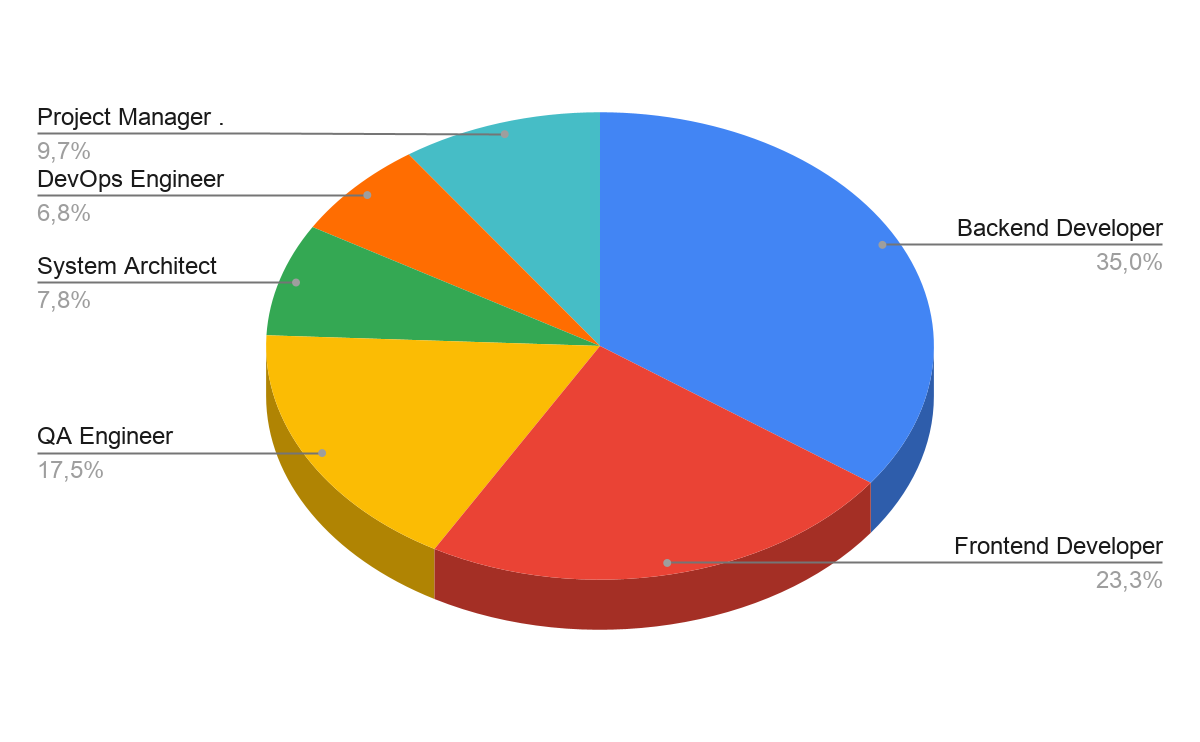 Project Manager .
9,7%
DevOps Engineer
6,8%
System Architect
7,8%
QA Engineer
17,5%
Backend Developer
35,0%
Frontend Developer
23,3%